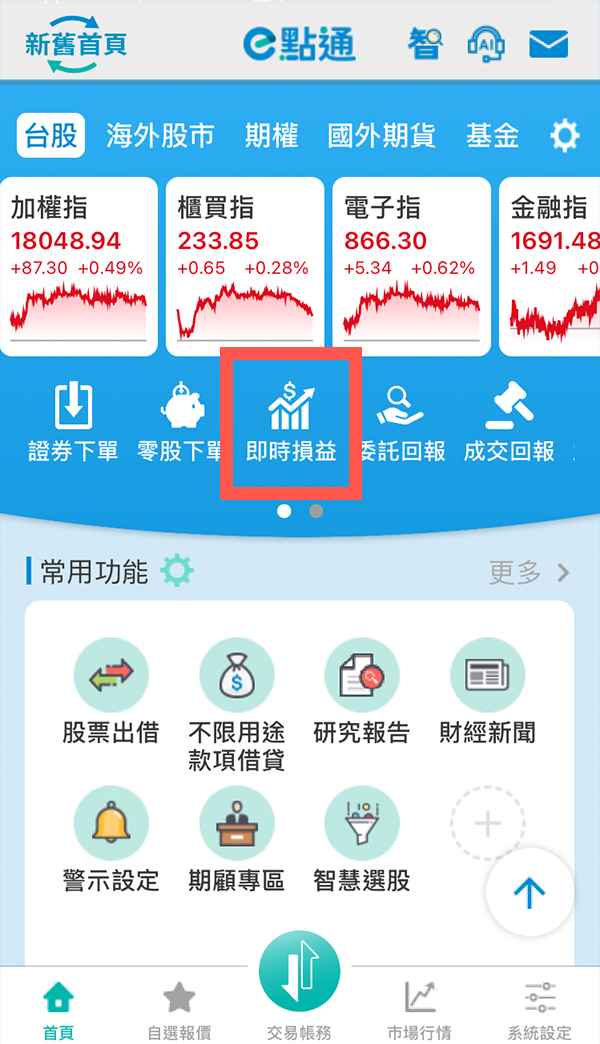 新舊首頁
e點通
智
AI
台股 海外股市 期權 國外期貨 基金
加權指 櫃買指 電子指 金融指
18048.94 233.85 866.30 1691.48
+87.30 +0.49% +0.65 +0.28% +5.34 +0.62% +1.49 +0
證券下單 零股下單 即時損益 委託回報 成交回報
常用功能 更多
股票出借 不限用途 研究報告 財經新聞
款項借貸
警示設定 期顧專區 智慧選股
首頁 自選報價 交易帳務 市場行情 系統設定